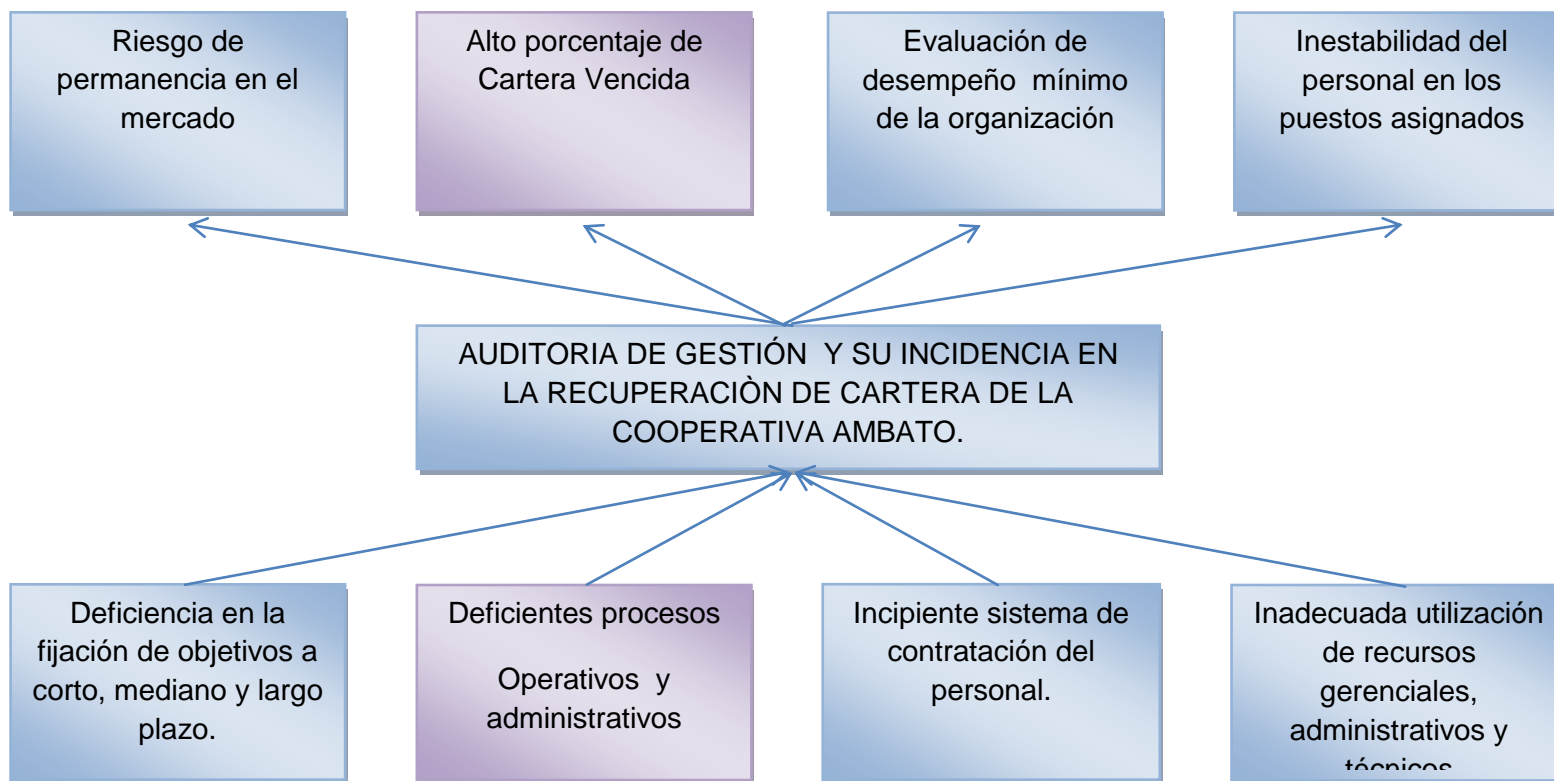 Riesgo de
permanencia en el
mercado
Alto porcentaje de
Cartera Vencida
Evaluación de
desempeño mínimo
de la organización
Inestabilidad del
personal en los
puestos asignados
AUDITORIA DE GESTIÓN Y SU INCIDENCIA EN
LA RECUPERACIÒN DE CARTERA DE LA
COOPERATIVA AMBATO.
Deficiencia en la
fijación de objetivos a
corto, mediano y largo
plazo.
Deficientes procesos
Operativos y
administrativos
Incipiente sistema de
contratación del
personal.
Inadecuada utilización
de recursos
gerenciales,
administrativos y
técnicos